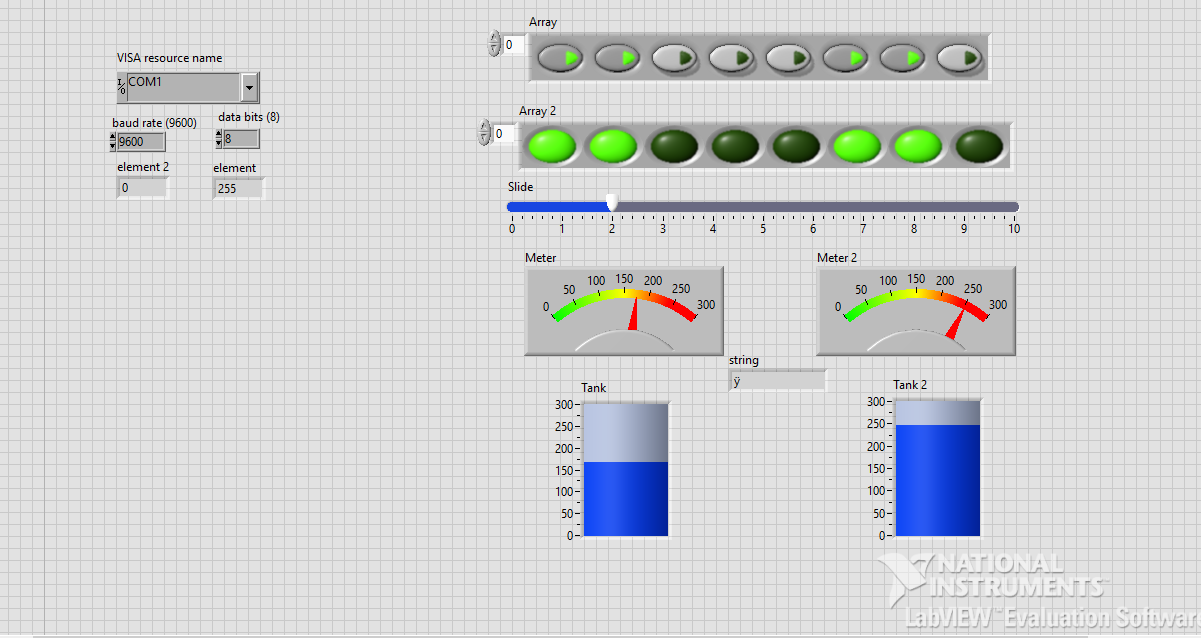 VISA resource name
I/O COM1
baud rate (9600)
9600
data bits (8)
8
element 2
0
element
255
Array
0
Array 2
0
Slide
0 1 2 3 4 5 6 7 8 9 10
Meter
0 50 100 150 200 250 300
Meter 2
0 50 100 150 200 250 300
string
ÿ
Tank
300
250
200
150
100
50
0
Tank 2
300
250
200
150
100
50
0
NATIONAL
INSTRUMENTS™
LabVIEW™ Evaluation Softwar